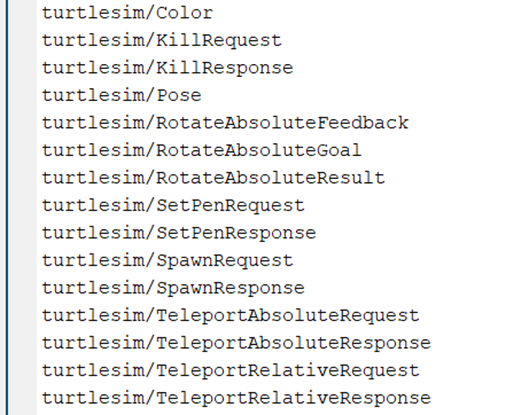 turtlesim/Color
turtlesim/KillRequest
turtlesim/KillResponse
turtlesim/Pose
turtlesim/RotateAbsoluteFeedback
turtlesim/RotateAbsoluteGoal
turtlesim/RotateAbsoluteResult
turtlesim/SetPenRequest
turtlesim/SetPenResponse
turtlesim/SpawnRequest
turtlesim/SpawnResponse
turtlesim/TeleportAbsoluteRequest
turtlesim/TeleportAbsoluteResponse
turtlesim/TeleportRelativeRequest
turtlesim/TeleportRelativeResponse